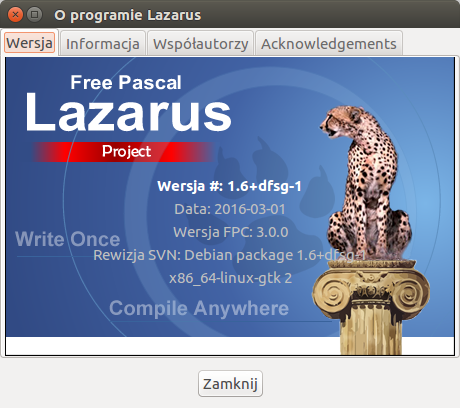 O programie Lazarus
Wersja Informacja Współautorzy Acknowledgements
Free Pascal
Lazarus
Project
Wersja #: 1.6+dfsg-1
Data: 2016-03-01
Wersja FPC: 3.0.0
Write Once
Rewizja SVN: Debian package 1.6+dfsg-1
x86_64-linux-gtk 2
Compile Anywhere
Zamknij